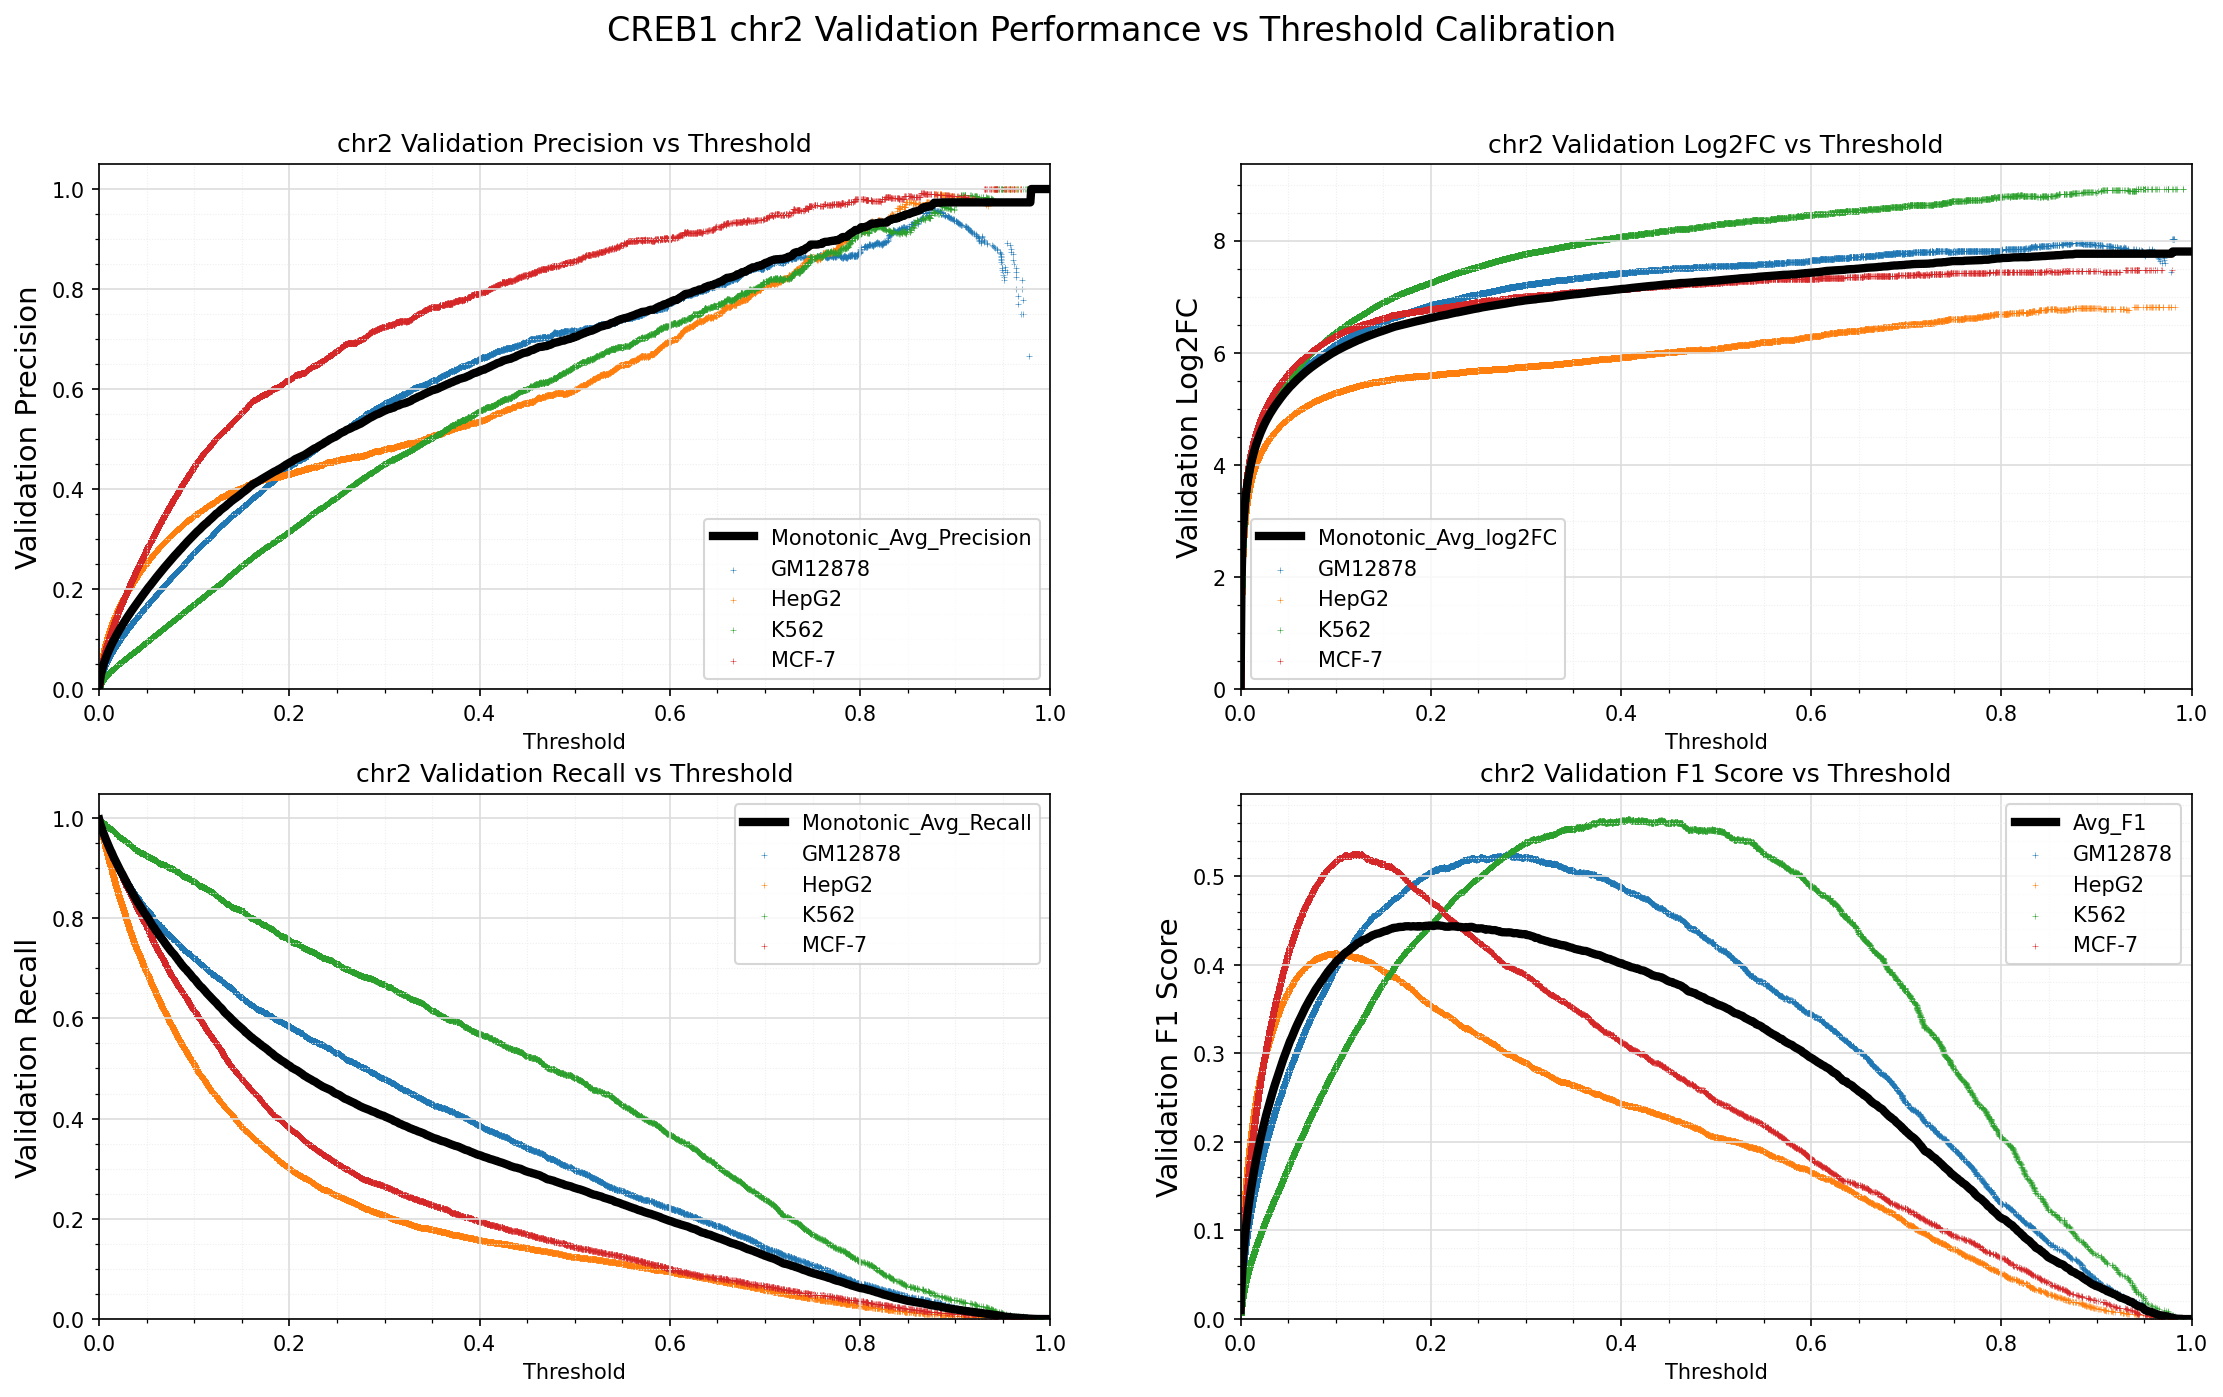 CREB1 chr2 Validation Performance vs Threshold Calibration
chr2 Validation Precision vs Threshold
Validation Precision
1.0
0.8
0.6
0.4
0.2
0.0
Monotonic_Avg_Precision
GM12878
HepG2
K562
MCF-7
0.0 0.2 0.4 0.6 0.8 1.0
Threshold
chr2 Validation Log2FC vs Threshold
Validation Log2FC
8
6
4
2
0
Monotonic_Avg_log2FC
GM12878
HepG2
K562
MCF-7
0.0 0.2 0.4 0.6 0.8 1.0
Threshold
chr2 Validation Recall vs Threshold
Validation Recall
1.0
0.8
0.6
0.4
0.2
0.0
Monotonic_Avg_Recall
GM12878
HepG2
K562
MCF-7
0.0 0.2 0.4 0.6 0.8 1.0
Threshold
chr2 Validation F1 Score vs Threshold
Validation F1 Score
0.5
0.4
0.3
0.2
0.1
0.0
Avg_F1
GM12878
HepG2
K562
MCF-7
0.0 0.2 0.4 0.6 0.8 1.0
Threshold